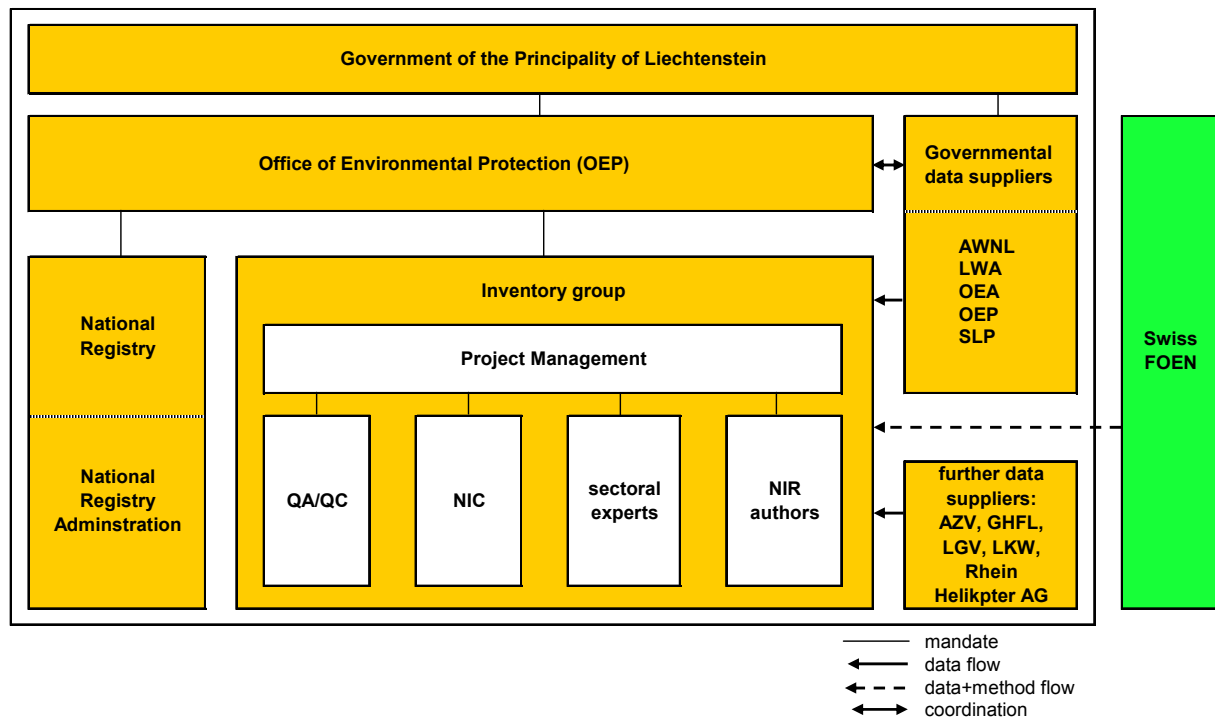 Government of the Principality of Liechtenstein
Office of Environmental Protection (OEP)
Governmental
data suppliers
AWNL
LWA
OEA
OEP
SLP
Swiss
FOEN
National
Registry
National
Registry
Adminstration
Inventory group
Project Management
QA/QC
NIC
sectoral
experts
NIR
authors
further data
suppliers:
AZV, GHFL,
LGV, LKW,
Rhein
Helikpter AG
mandate
data flow
data+method flow
coordination